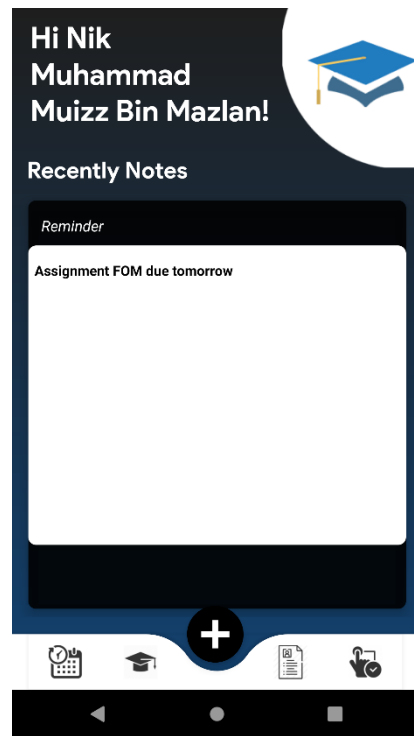 Hi Nik
Muhammad
Muizz Bin Mazlan!
Recently Notes
Reminder
Assignment FOM due tomorrow